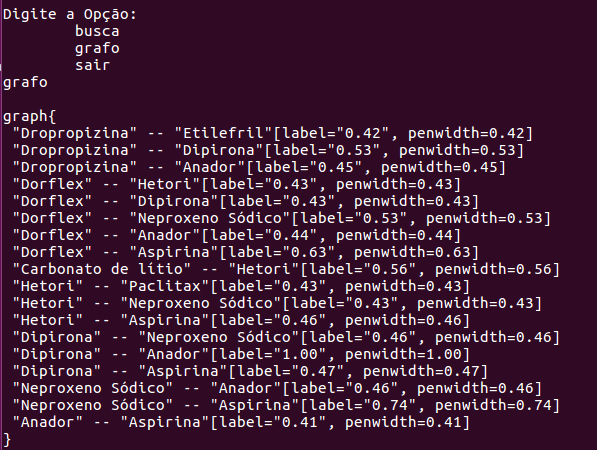 Digite a Opção:
busca
grafo
sair
grafo
graph{
"Dropropizina" -- "Etilefril"[label="0.42", penwidth=0.42]
"Dropropizina" -- "Dipirona"[label="0.53", penwidth=0.53]
"Dropropizina" -- "Anador"[label="0.45", penwidth=0.45]
"Dorflex" -- "Hetori"[label="0.43", penwidth=0.43]
"Dorflex" -- "Dipirona"[label="0.43", penwidth=0.43]
"Dorflex" -- "Neproxeno Sódico"[label="0.53", penwidth=0.53]
"Dorflex" -- "Anador"[label="0.44", penwidth=0.44]
"Dorflex" -- "Aspirina"[label="0.63", penwidth=0.63]
"Carbonato de lítio" -- "Hetori"[label="0.56", penwidth=0.56]
"Hetori" -- "Paclitax"[label="0.43", penwidth=0.43]
"Hetori" -- "Neproxeno Sódico"[label="0.43", penwidth=0.43]
"Hetori" -- "Aspirina"[label="0.46", penwidth=0.46]
"Dipirona" -- "Neproxeno Sódico"[label="0.46", penwidth=0.46]
"Dipirona" -- "Anador"[label="1.00", penwidth=1.00]
"Dipirona" -- "Aspirina"[label="0.47", penwidth=0.47]
"Neproxeno Sódico" -- "Anador"[label="0.46", penwidth=0.46]
"Neproxeno Sódico" -- "Aspirina"[label="0.74", penwidth=0.74]
"Anador" -- "Aspirina"[label="0.41", penwidth=0.41]
}